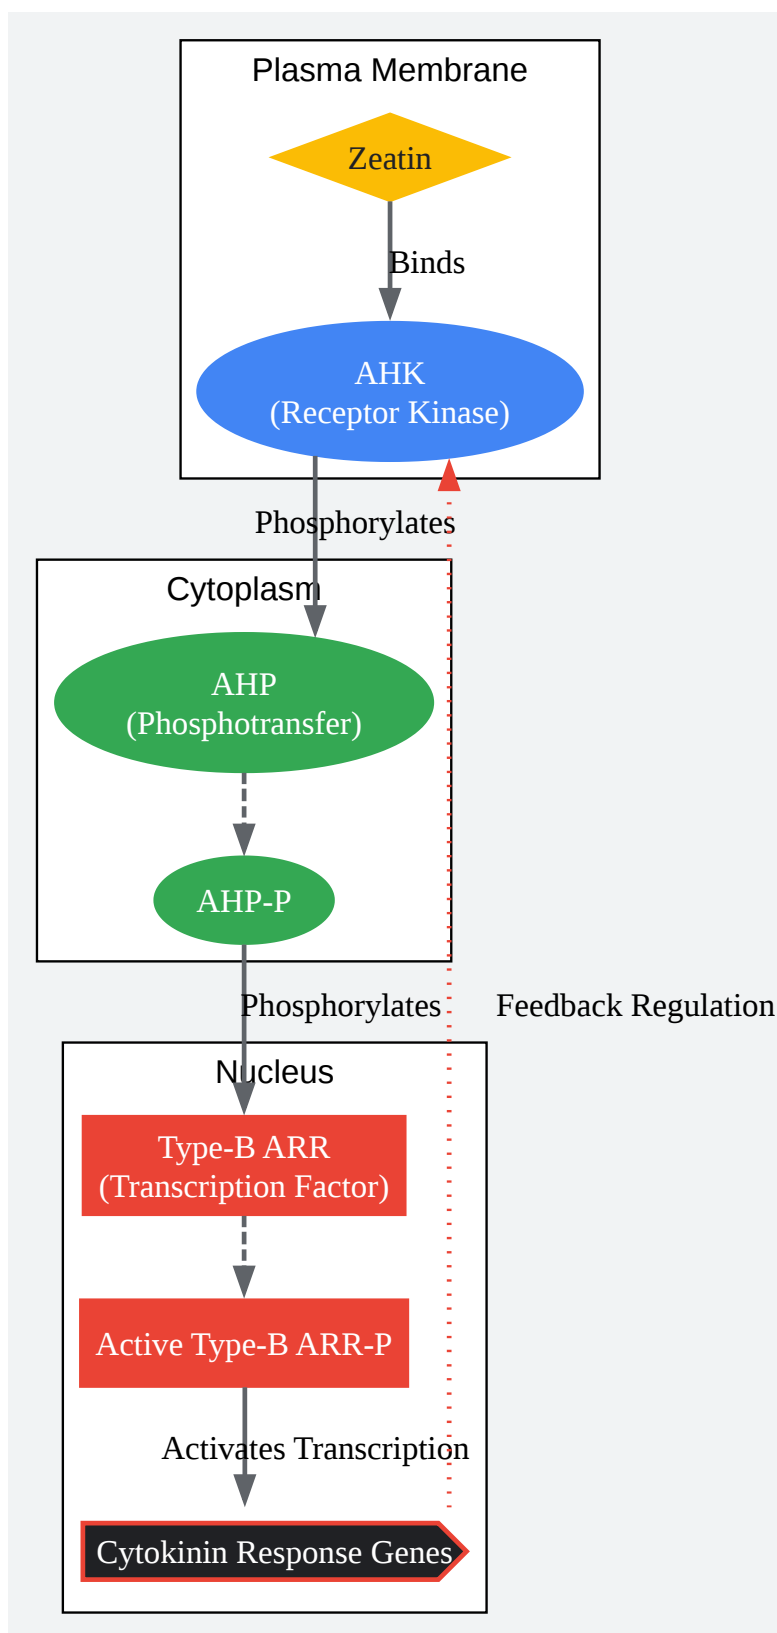 Plasma Membrane
Zeatin
Binds
AHK
(Receptor Kinase)
Phosphorylates
Cytoplasm
AHP
(Phosphotransfer)
AHP-P
Phosphorylates
Feedback Regulation
Nucleus
Type-B ARR
(Transcription Factor)
Active Type-B ARR-P
Activates Transcription
Cytokinin Response Genes